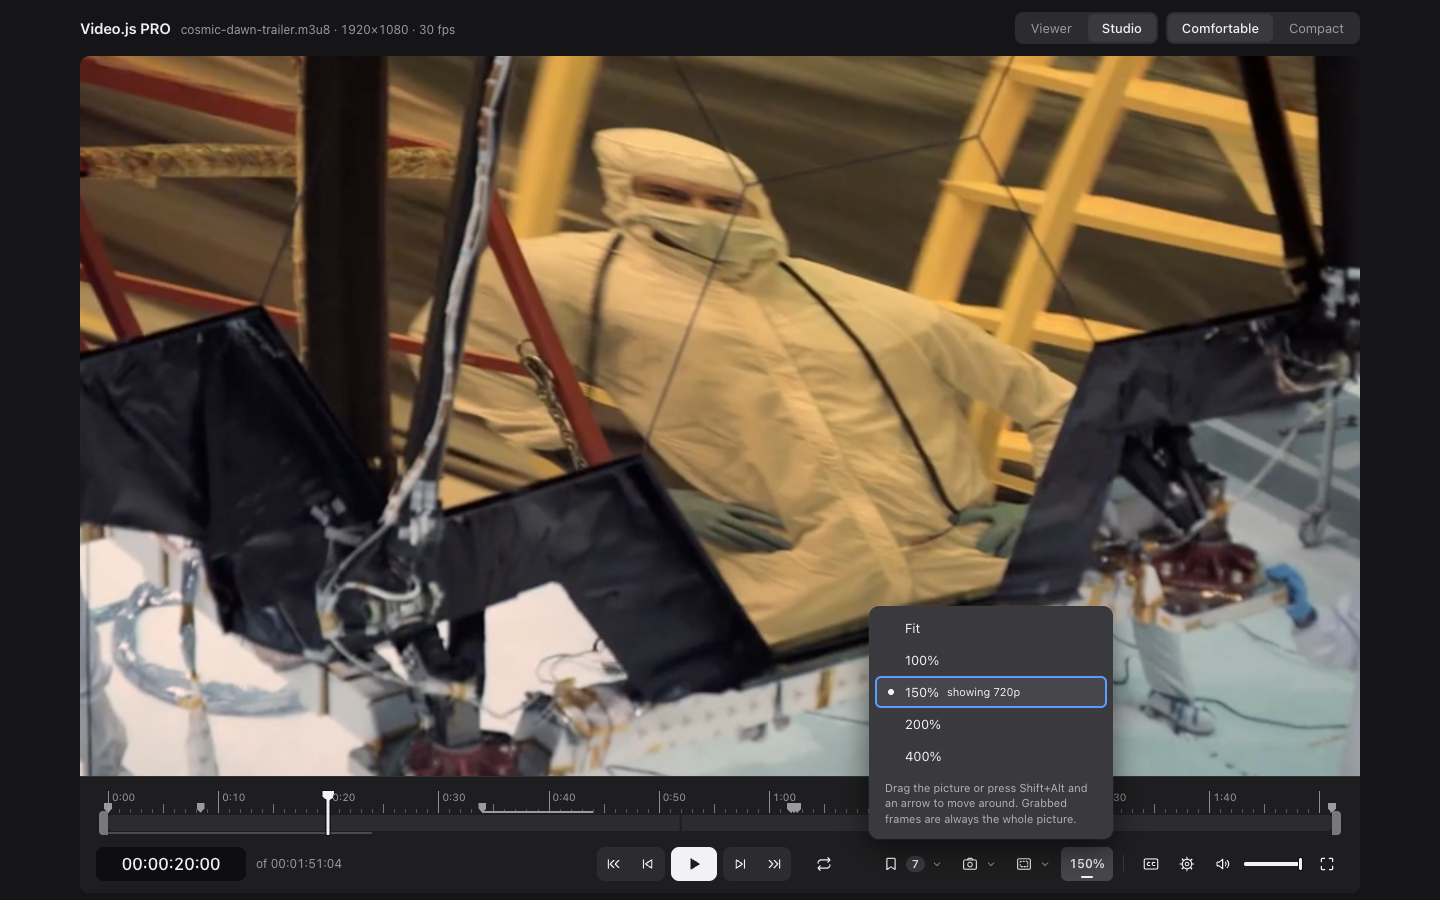 Video.js PRO cosmic-dawn-trailer.m3u8 · 1920×1080 · 30 fps
Viewer Studio Comfortable Compact
Fit
100%
150% showing 720p
200%
400%
Drag the picture or press Shift+Alt and
an arrow to move around. Grabbed
frames are always the whole picture.
0:00 0:10 0:20 0:30 0:40 0:50 1:00 30 1:40
00:00:20:00 of 00:01:51:04 7 150% CC